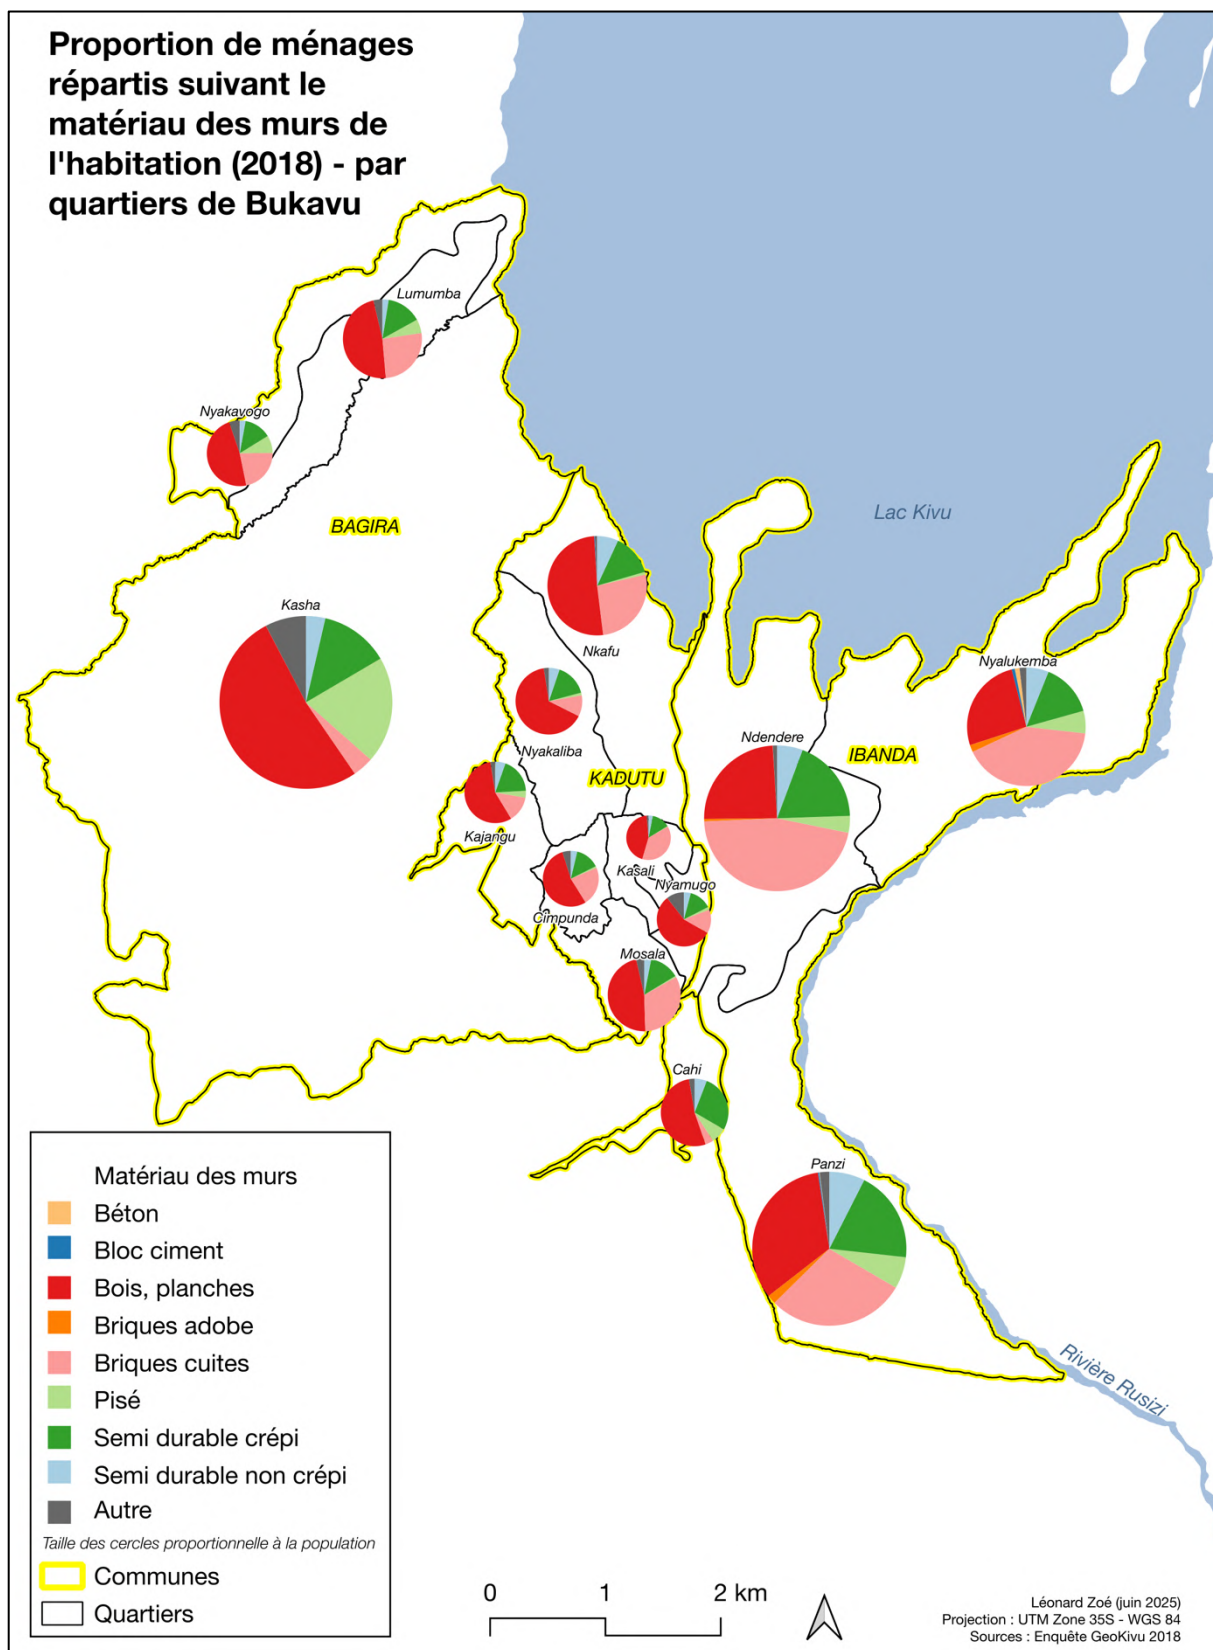 Proportion de ménages
répartis suivant le
matériau des murs de
l'habitation (2018) - par
quartiers de Bukavu
Lumumba
Nyakavogo
BAGIRA
Lac Kivu
Kasha
Nkafu
Nyalukemba
Nyakaliba
Ndendere
IBANDA
KADUTU
Kajangu
Kasali
Nyamugo
Cimpunda
Mosala
Cahi
Panzi
Rivière Rusizi
Matériau des murs
Béton
Bloc ciment
Bois, planches
Briques adobe
Briques cuites
Pisé
Semi durable crépi
Semi durable non crépi
Autre
Taille des cercles proportionnelle à la population
Communes
Quartiers
0 1 2 km
Léonard Zoé (juin 2025)
Projection : UTM Zone 35S - WGS 84
Sources : Enquête GeoKivu 2018